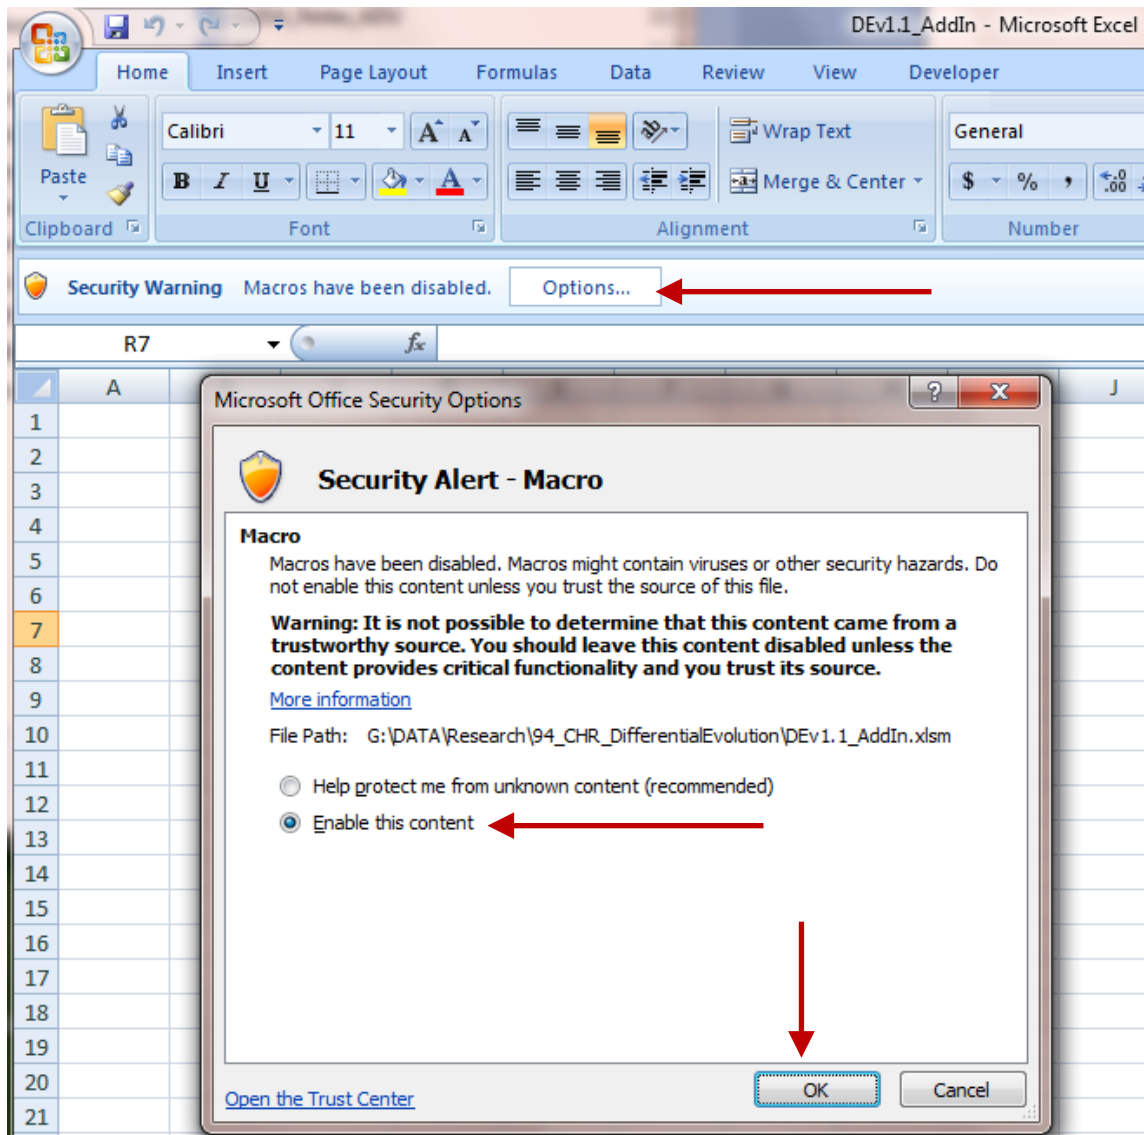 DEv1.1_AddIn - Microsoft Excel
Home Insert Page Layout Formulas Data Review View Developer
Calibri 11 A A Wrap Text General
Paste B I U A Merge & Center $ % , .00
Clipboard Font Alignment Number
Security Warning Macros have been disabled. Options...
R7 fx
A J
Microsoft Office Security Options ? X
Security Alert - Macro
Macro
Macros have been disabled. Macros might contain viruses or other security hazards. Do
not enable this content unless you trust the source of this file.
Warning: It is not possible to determine that this content came from a
trustworthy source. You should leave this content disabled unless the
content provides critical functionality and you trust its source.
More information
File Path: G:\DATA\Research\94_CHR_DifferentialEvolution\DEv1.1_AddIn.xlsm
Help protect me from unknown content (recommended)
Enable this content
OK Cancel
Open the Trust Center
1
2
3
4
5
6
7
8
9
10
11
12
13
14
15
16
17
18
19
20
21